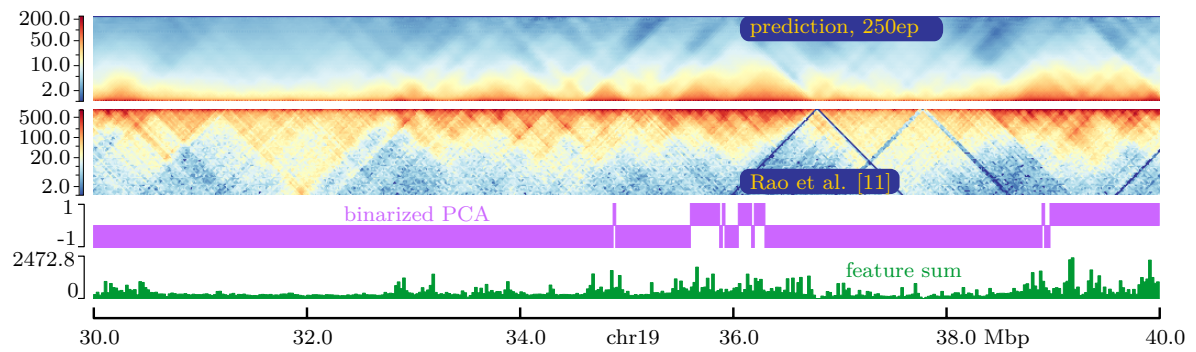 200.0
50.0
10.0
2.0
prediction, 250ep
500.0
100.0
20.0
2.0
Rao et al. [11]
1
-1
binarized PCA
2472.8
0
feature sum
30.0 32.0 34.0 chr19 36.0 38.0 Mbp 40.0